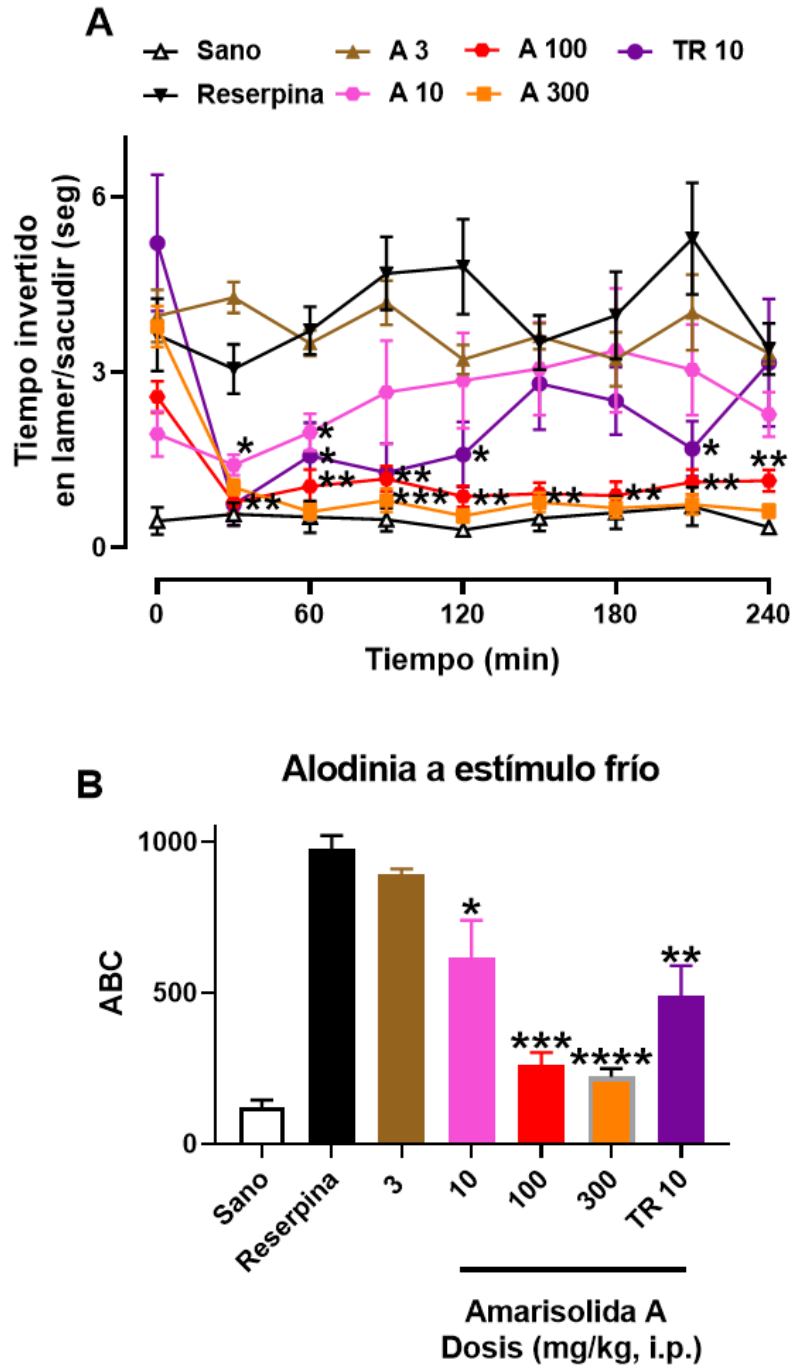 A
Sano
A 3
A 100
TR 10
Reserpina
A 10
A 300
Tiempo invertido
en lamer/sacudir (seg)
6
3
0
*
**
*
*
**
**
***
*
**
**
**
*
**
**
0
60
120
180
240
Tiempo (min)
B
Alodinia a estímulo frío
ABC
1000
500
0
*
***
****
**
Sano
Reserpina
3
10
100
300
TR 10
Amarisolida A
Dosis (mg/kg, i.p.)